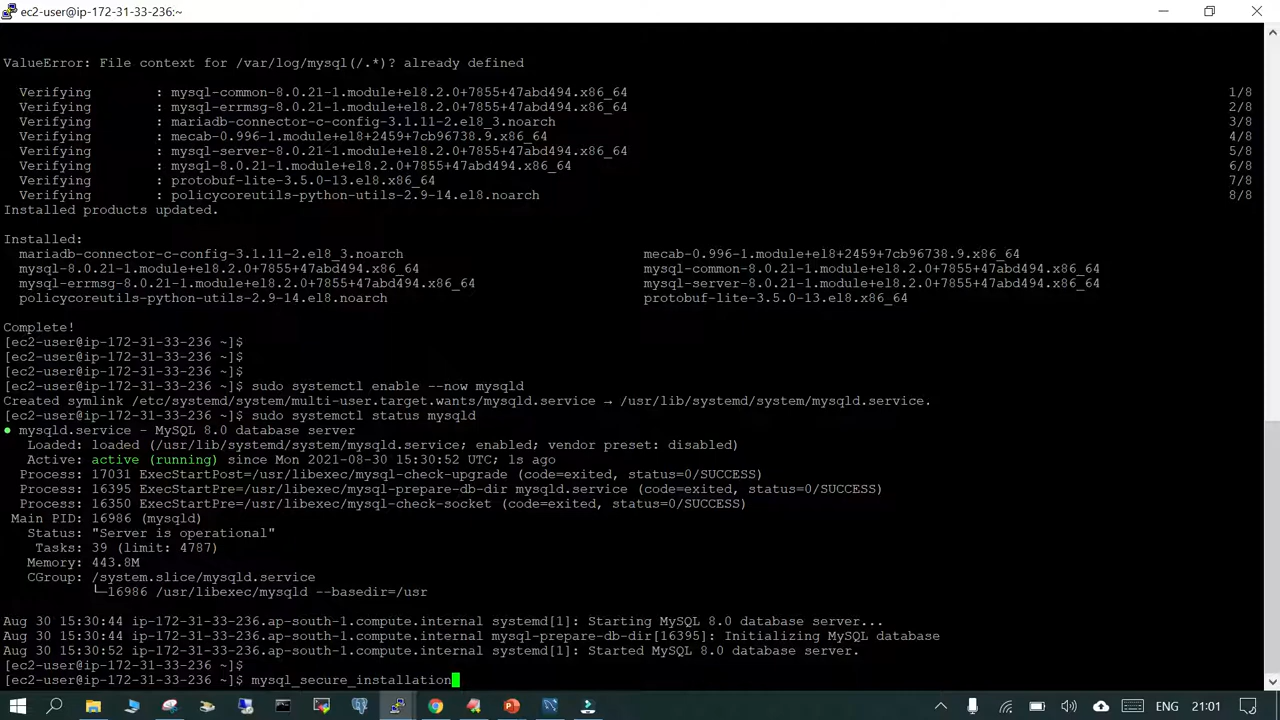 ec2-user@ip-172-31-33-236:~
ValueError: File context for /var/log/mysql(/.*)? already defined
Verifying : mysql-common-8.0.21-1.module+el8.2.0+7855+47abd494.x86_64 1/8
Verifying : mysql-errmsg-8.0.21-1.module+el8.2.0+7855+47abd494.x86_64 2/8
Verifying : mariadb-connector-c-config-3.1.11-2.el8_3.noarch 3/8
Verifying : mecab-0.996-1.module+el8+2459+7cb96738.9.x86_64 4/8
Verifying : mysql-server-8.0.21-1.module+el8.2.0+7855+47abd494.x86_64 5/8
Verifying : mysql-8.0.21-1.module+el8.2.0+7855+47abd494.x86_64 6/8
Verifying : protobuf-lite-3.5.0-13.el8.x86_64 7/8
Verifying : policycoreutils-python-utils-2.9-14.el8.noarch 8/8
Installed products updated.
Installed:
mariadb-connector-c-config-3.1.11-2.el8_3.noarch mecab-0.996-1.module+el8+2459+7cb96738.9.x86_64
mysql-8.0.21-1.module+el8.2.0+7855+47abd494.x86_64 mysql-common-8.0.21-1.module+el8.2.0+7855+47abd494.x86_64
mysql-errmsg-8.0.21-1.module+el8.2.0+7855+47abd494.x86_64 mysql-server-8.0.21-1.module+el8.2.0+7855+47abd494.x86_64
policycoreutils-python-utils-2.9-14.el8.noarch protobuf-lite-3.5.0-13.el8.x86_64
Complete!
[ec2-user@ip-172-31-33-236 ~]$
[ec2-user@ip-172-31-33-236 ~]$
[ec2-user@ip-172-31-33-236 ~]$
[ec2-user@ip-172-31-33-236 ~]$ sudo systemctl enable --now mysqld
Created symlink /etc/systemd/system/multi-user.target.wants/mysqld.service → /usr/lib/systemd/system/mysqld.service.
[ec2-user@ip-172-31-33-236 ~]$ sudo systemctl status mysqld
● mysqld.service - MySQL 8.0 database server
Loaded: loaded (/usr/lib/systemd/system/mysqld.service; enabled; vendor preset: disabled)
Active: active (running) since Mon 2021-08-30 15:30:52 UTC; 1s ago
Process: 17031 ExecStartPost=/usr/libexec/mysql-check-upgrade (code=exited, status=0/SUCCESS)
Process: 16395 ExecStartPre=/usr/libexec/mysql-prepare-db-dir mysqld.service (code=exited, status=0/SUCCESS)
Process: 16350 ExecStartPre=/usr/libexec/mysql-check-socket (code=exited, status=0/SUCCESS)
Main PID: 16986 (mysqld)
Status: "Server is operational"
Tasks: 39 (limit: 4787)
Memory: 443.8M
CGroup: /system.slice/mysqld.service
└─16986 /usr/libexec/mysqld --basedir=/usr
Aug 30 15:30:44 ip-172-31-33-236.ap-south-1.compute.internal systemd[1]: Starting MySQL 8.0 database server...
Aug 30 15:30:44 ip-172-31-33-236.ap-south-1.compute.internal mysql-prepare-db-dir[16395]: Initializing MySQL database
Aug 30 15:30:52 ip-172-31-33-236.ap-south-1.compute.internal systemd[1]: Started MySQL 8.0 database server.
[ec2-user@ip-172-31-33-236 ~]$
[ec2-user@ip-172-31-33-236 ~]$ mysql_secure_installation
ENG 21:01